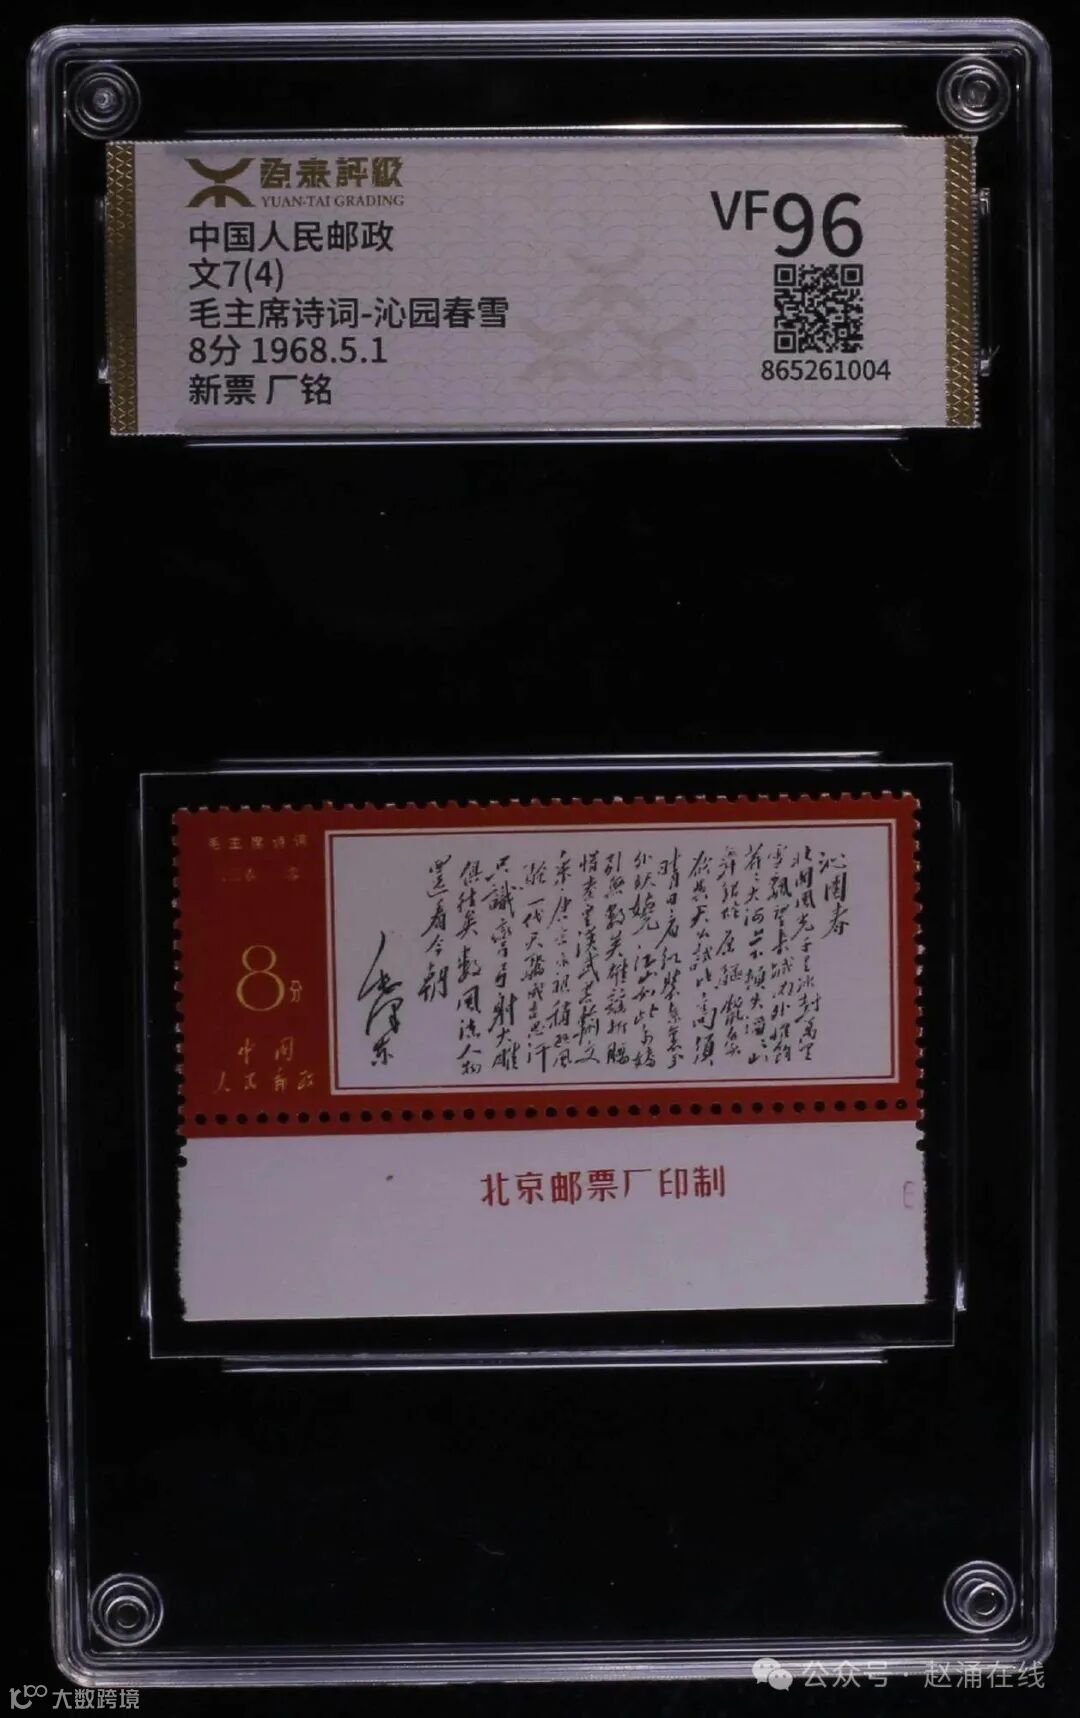 源泰評級
YUAN-TAI GRADING
中国人民邮政
文7(4)
毛主席诗词-沁园春雪
8分 1968.5.1
新票 厂铭
VF96
865261004
毛主席诗词
8分
中国
人民邮政
沁园春
北国风光千里冰封万里
雪飘望长城内外惟余
莽莽大河上下顿失滔滔山
舞银蛇原驰蜡象
欲与天公试比高须
晴日看红装素裹分
外妖娆江山如此多娇
引无数英雄竞折腰
惜秦皇汉武略输文
采唐宗宋祖稍逊风
骚一代天骄成吉思汗
只識彎弓射大雕
俱往矣数风流人物
還看今朝
毛泽东
北京邮票厂印制
公众号·赵涌在线
大数跨境